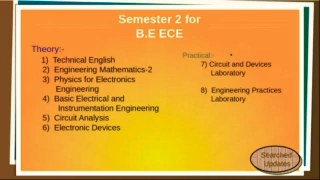 Semester 2 for
B.E ECE
Theory:-
1) Technical English
2) Engineering Mathematics-2
3) Physics for Electronics
Engineering
4) Basic Electrical and
Instrumentation Engineering
5) Circuit Analysis
6) Electronic Devices
Practical:-
7) Circuit and Devices
Laboratory
8) Engineering Practices
Laboratory
Searched
Updates